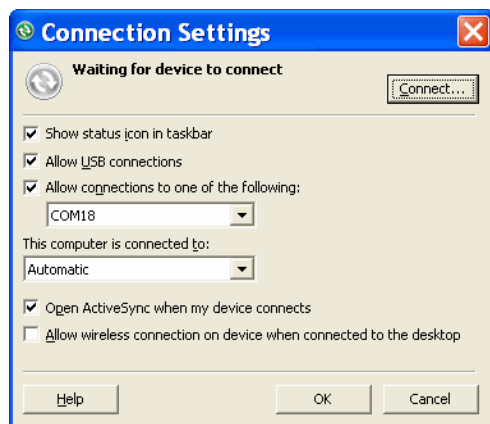 Connection Settings
Waiting for device to connect
Connect...
Show status icon in taskbar
Allow USB connections
Allow connections to one of the following:
COM18
This computer is connected to:
Automatic
Open ActiveSync when my device connects
Allow wireless connection on device when connected to the desktop
Help OK Cancel